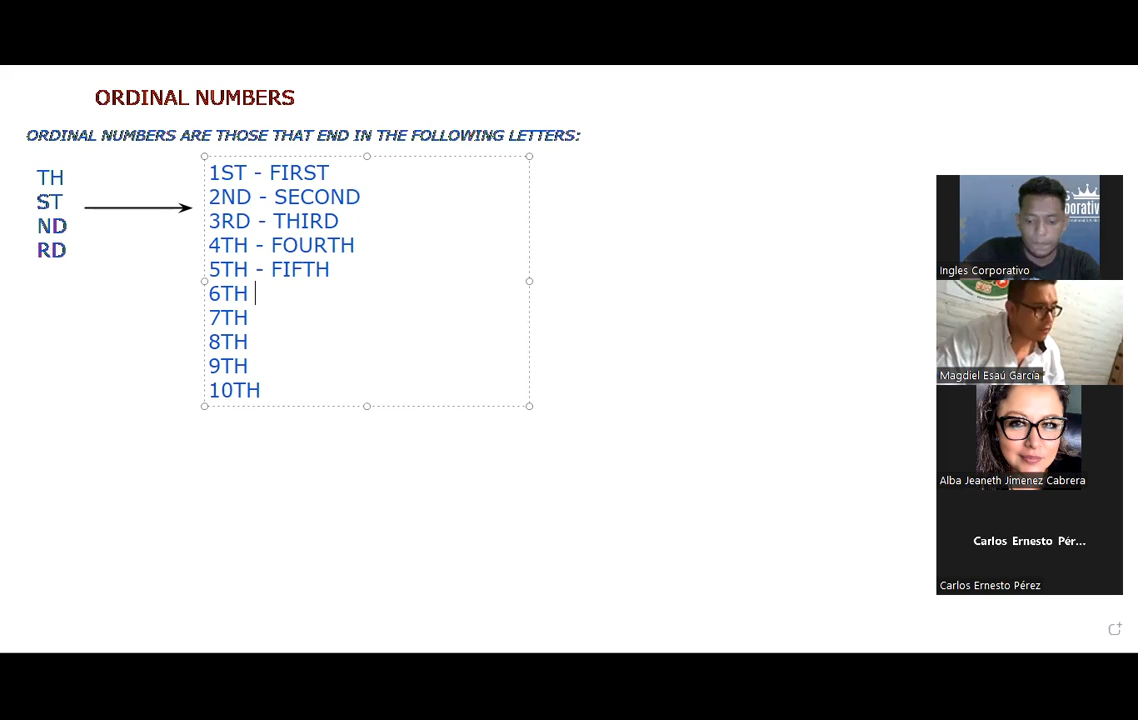 ORDINAL NUMBERS
ORDINAL NUMBERS ARE THOSE THAT END IN THE FOLLOWING LETTERS:
TH
ST
ND
RD
1ST - FIRST
2ND - SECOND
3RD - THIRD
4TH - FOURTH
5TH - FIFTH
6TH
7TH
8TH
9TH
10TH
Ingles Corporativo
Magdiel Esaú García
Alba Jeaneth Jimenez Cabrera
Carlos Ernesto Pér...
Carlos Ernesto Pérez